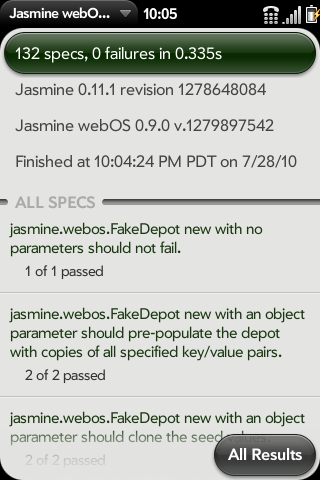 Jasmine webO... 10:05
132 specs, 0 failures in 0.335s
Jasmine 0.11.1 revision 1278648084
Jasmine webOS 0.9.0 v.1279897542
Finished at 10:04:24 PM PDT on 7/28/10
ALL SPECS
jasmine.webos.FakeDepot new with no
parameters should not fail.
1 of 1 passed
jasmine.webos.FakeDepot new with an object
parameter should pre-populate the depot
with copies of all specified key/value pairs.
2 of 2 passed
jasmine.webos.FakeDepot new with an object
parameter should clone the seed values.
2 of 2 passed
All Results